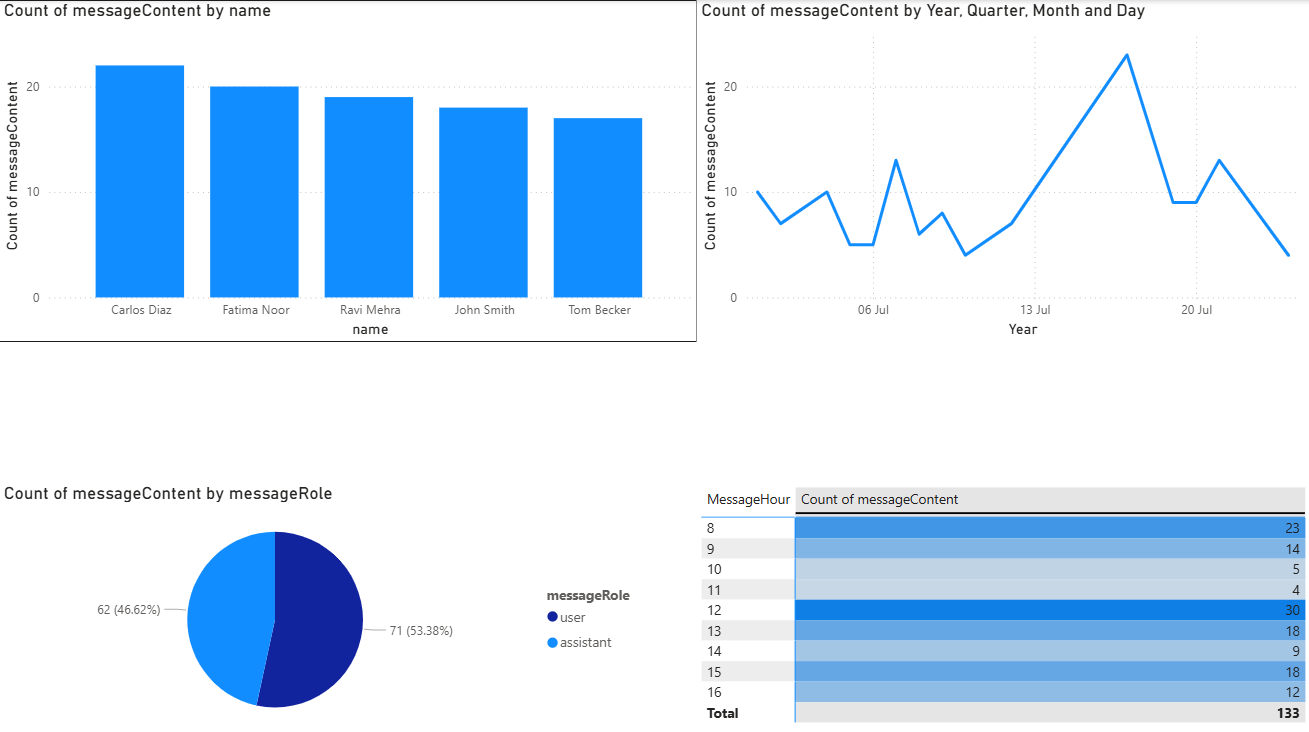 Count of messageContent by name
Count of messageContent
20
10
0
Carlos Diaz Fatima Noor Ravi Mehra John Smith Tom Becker
name
Count of messageContent by Year, Quarter, Month and Day
Count of messageContent
20
10
0
06 Jul 13 Jul 20 Jul
Year
Count of messageContent by messageRole
62 (46.62%)
71 (53.38%)
messageRole
user
assistant
MessageHour Count of messageContent
8 23
9 14
10 5
11 4
12 30
13 18
14 9
15 18
16 12
Total 133